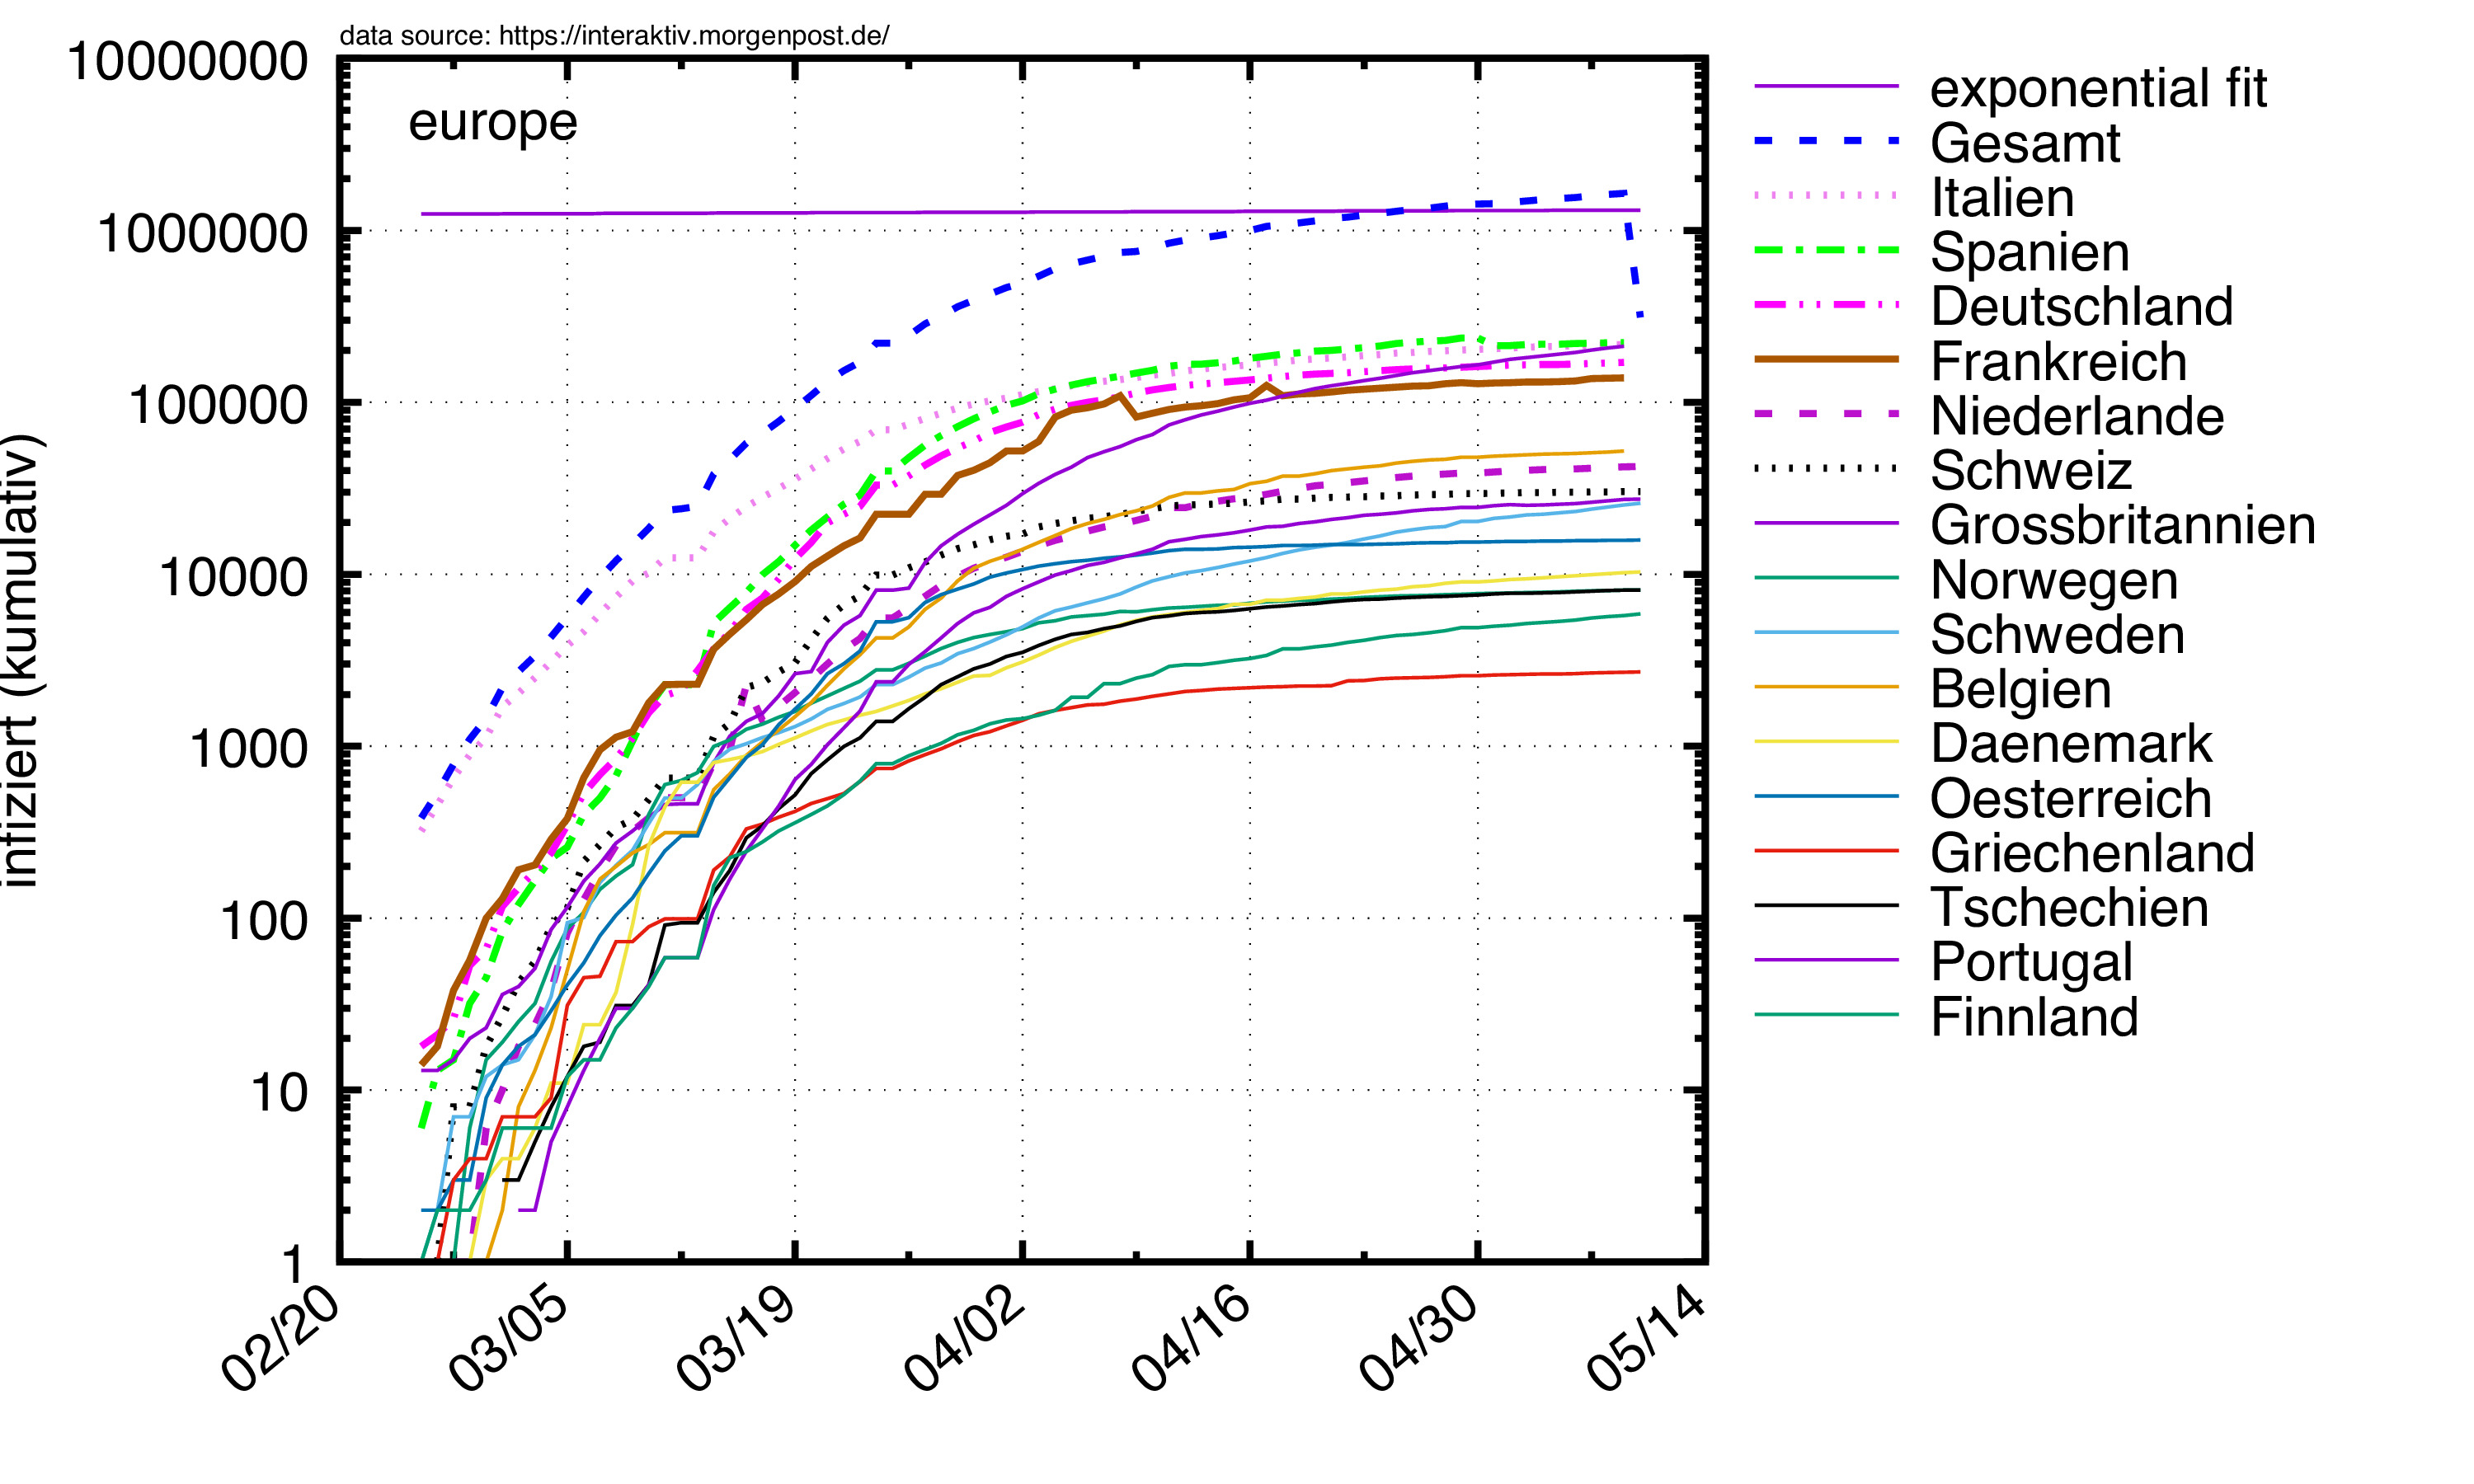 data source: https://interaktiv.morgenpost.de/
europe
10000000
1000000
100000
10000
1000
100
10
1
infiziert (kumulativ)
02/20
03/05
03/19
04/02
04/16
04/30
05/14
exponential fit
Gesamt
Italien
Spanien
Deutschland
Frankreich
Niederlande
Schweiz
Grossbritannien
Norwegen
Schweden
Belgien
Daenemark
Oesterreich
Griechenland
Tschechien
Portugal
Finnland